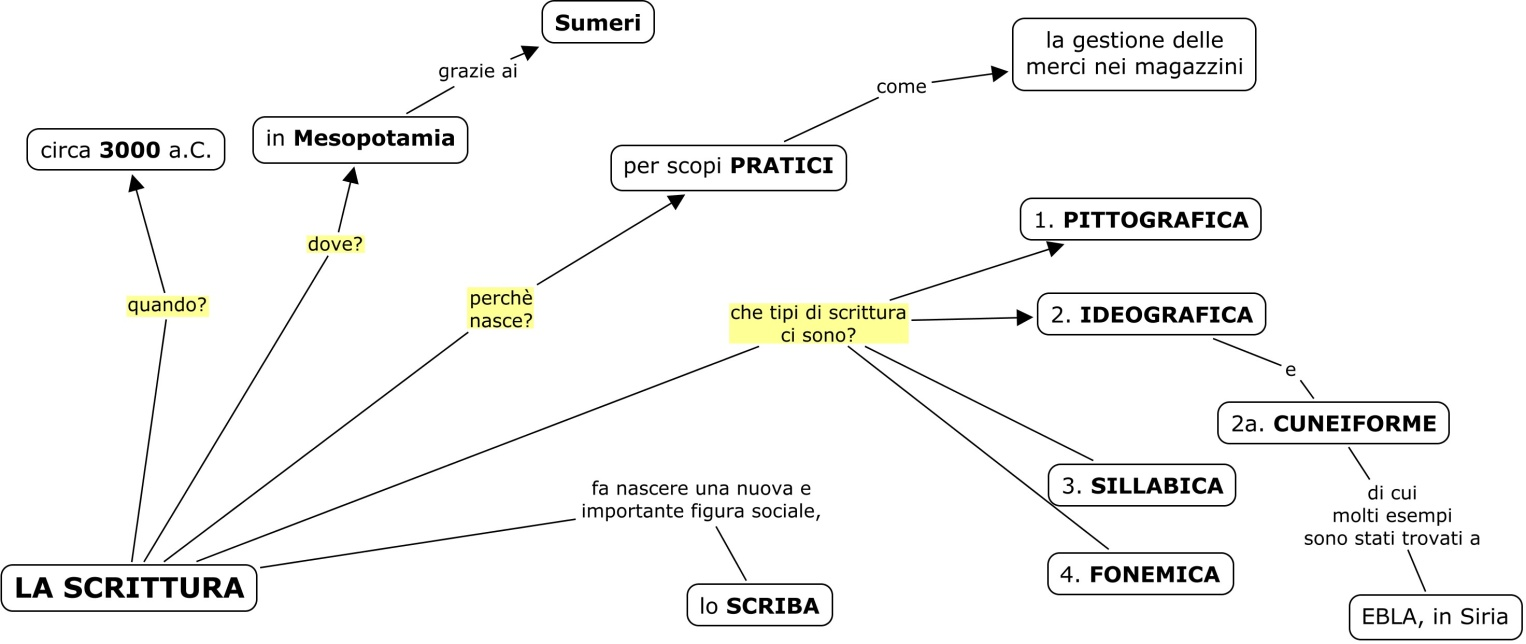 Sumeri
grazie ai
la gestione delle
merci nei magazzini
come
circa 3000 a.C.
in Mesopotamia
per scopi PRATICI
1. PITTOGRAFICA
dove?
quando?
perchè
nasce?
che tipi di scrittura
ci sono?
2. IDEOGRAFICA
e
2a. CUNEIFORME
3. SILLABICA
fa nascere una nuova e
importante figura sociale,
di cui
molti esempi
sono stati trovati a
4. FONEMICA
LA SCRITTURA
lo SCRIBA
EBLA, in Siria